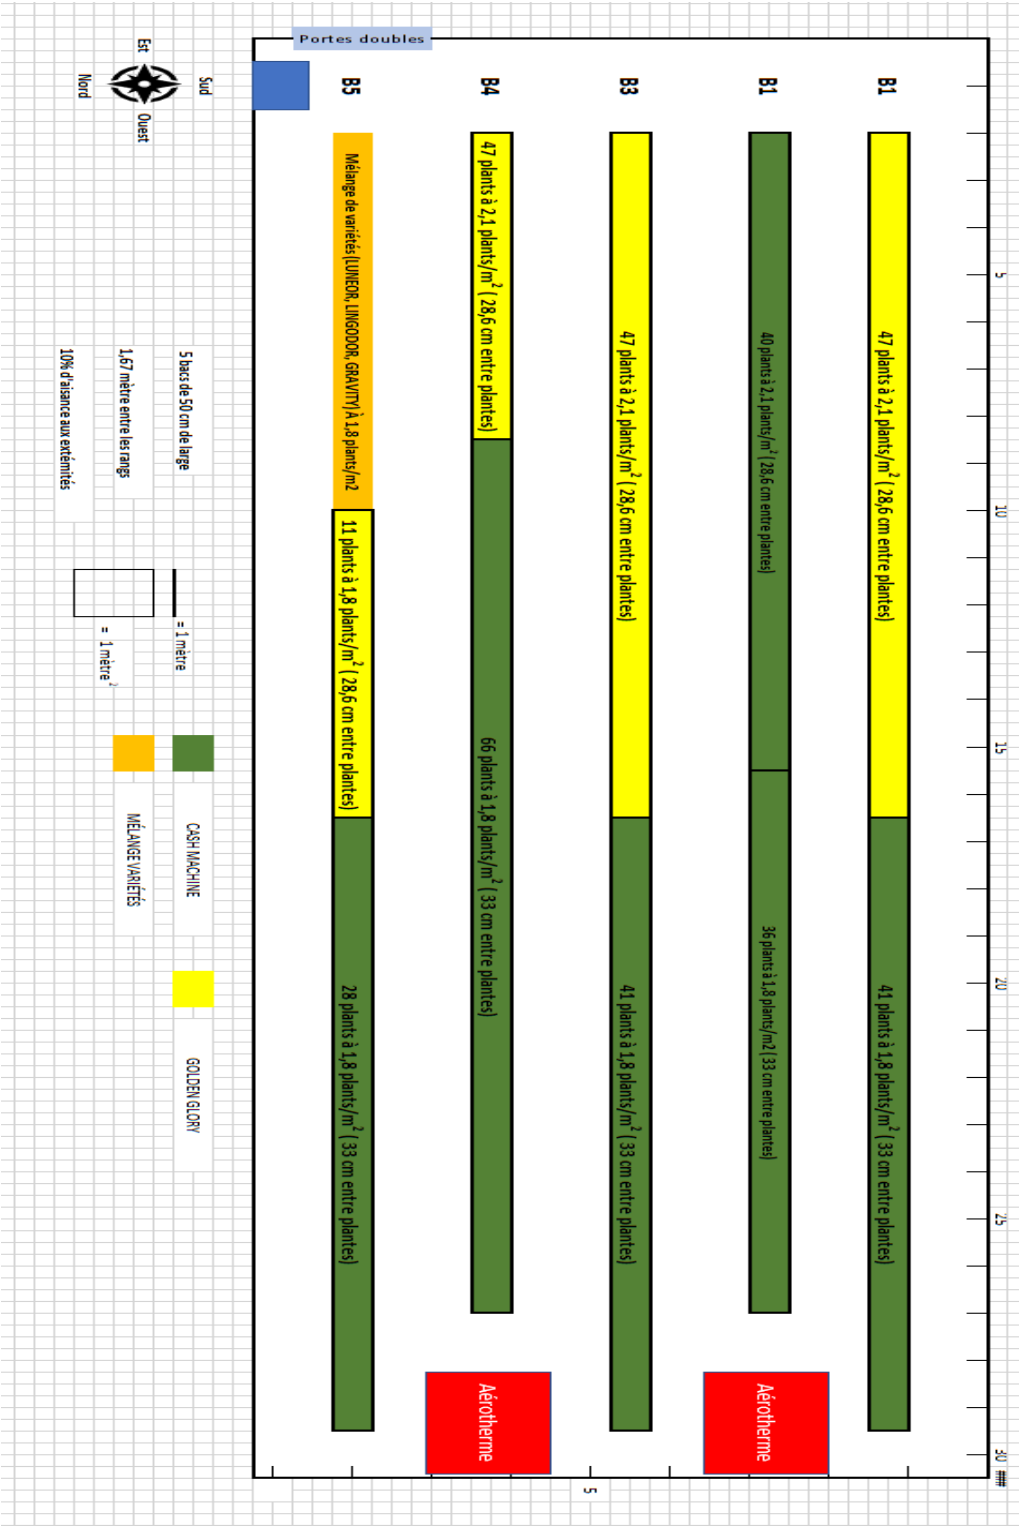 Portes doubles
Est
Nord
Sud
Ouest
B5
B4
B3
B1
B1
5
10
15
20
25
30
###
5
47 plants à 2,1 plants/m² ( 28,6 cm entre plantes)
41 plants à 1,8 plants/m² ( 33 cm entre plantes)
40 plants à 2,1 plants/m² ( 28,6 cm entre plantes)
36 plants à 1,8 plants/m2 ( 33 cm entre plantes)
47 plants à 2,1 plants/m² ( 28,6 cm entre plantes)
41 plants à 1,8 plants/m² ( 33 cm entre plantes)
47 plants à 2,1 plants/m² ( 28,6 cm entre plantes)
66 plants à 1,8 plants/m² ( 33 cm entre plantes)
Mélange de variétés (LUNEOR, LINGODOR, GRAVITY) À 1,8 plants/m2
11 plants à 1,8 plants/m² ( 28,6 cm entre plantes)
28 plants à 1,8 plants/m² ( 33 cm entre plantes)
Aérotherme
Aérotherme
5 bacs de 50 cm de large
1,67 mètre entre les rangs
10% d'aisance aux extémités
= 1 mètre
= 1 mètre ²
CASH MACHINE
MÉLANGE VARIÉTÉS
GOLDEN GLORY